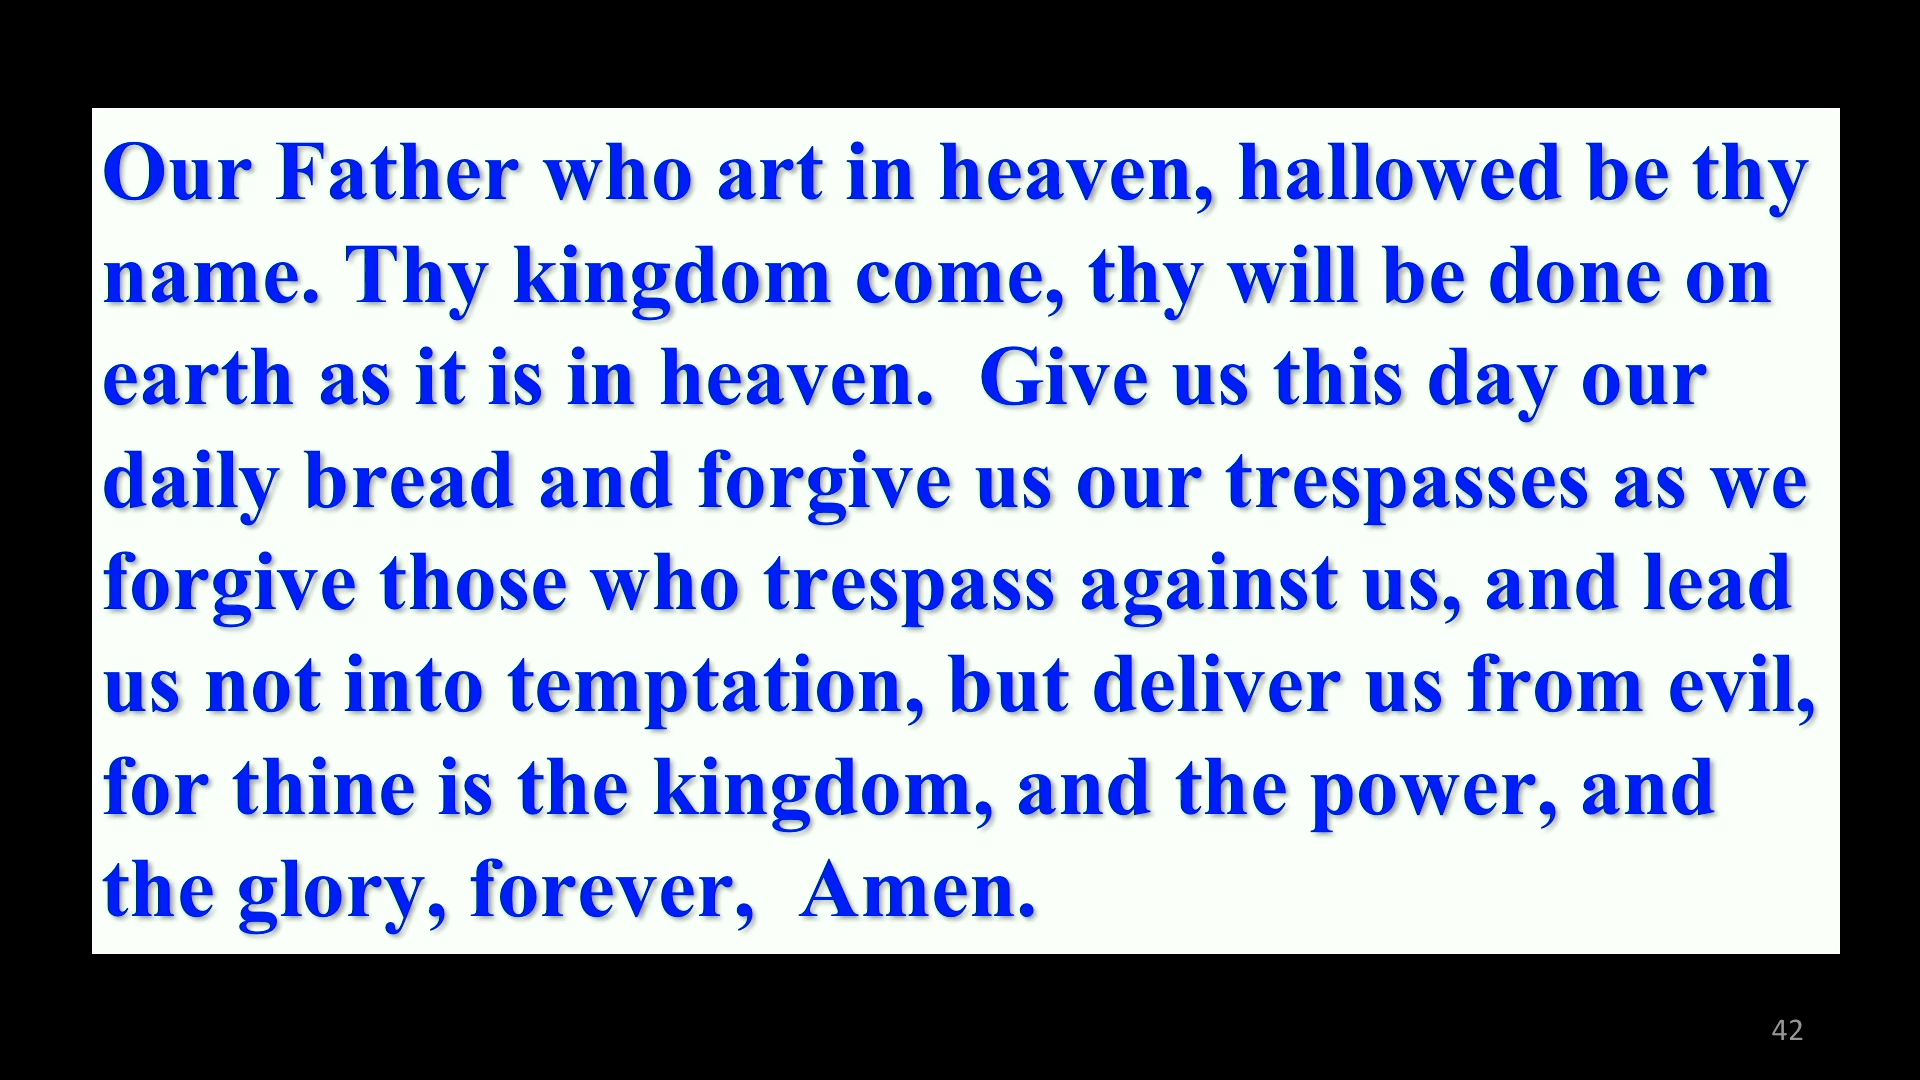 Our Father who art in heaven, hallowed be thy
name. Thy kingdom come, thy will be done on
earth as it is in heaven.  Give us this day our
daily bread and forgive us our trespasses as we
forgive those who trespass against us, and lead
us not into temptation, but deliver us from evil,
for thine is the kingdom, and the power, and
the glory, forever,  Amen.
42